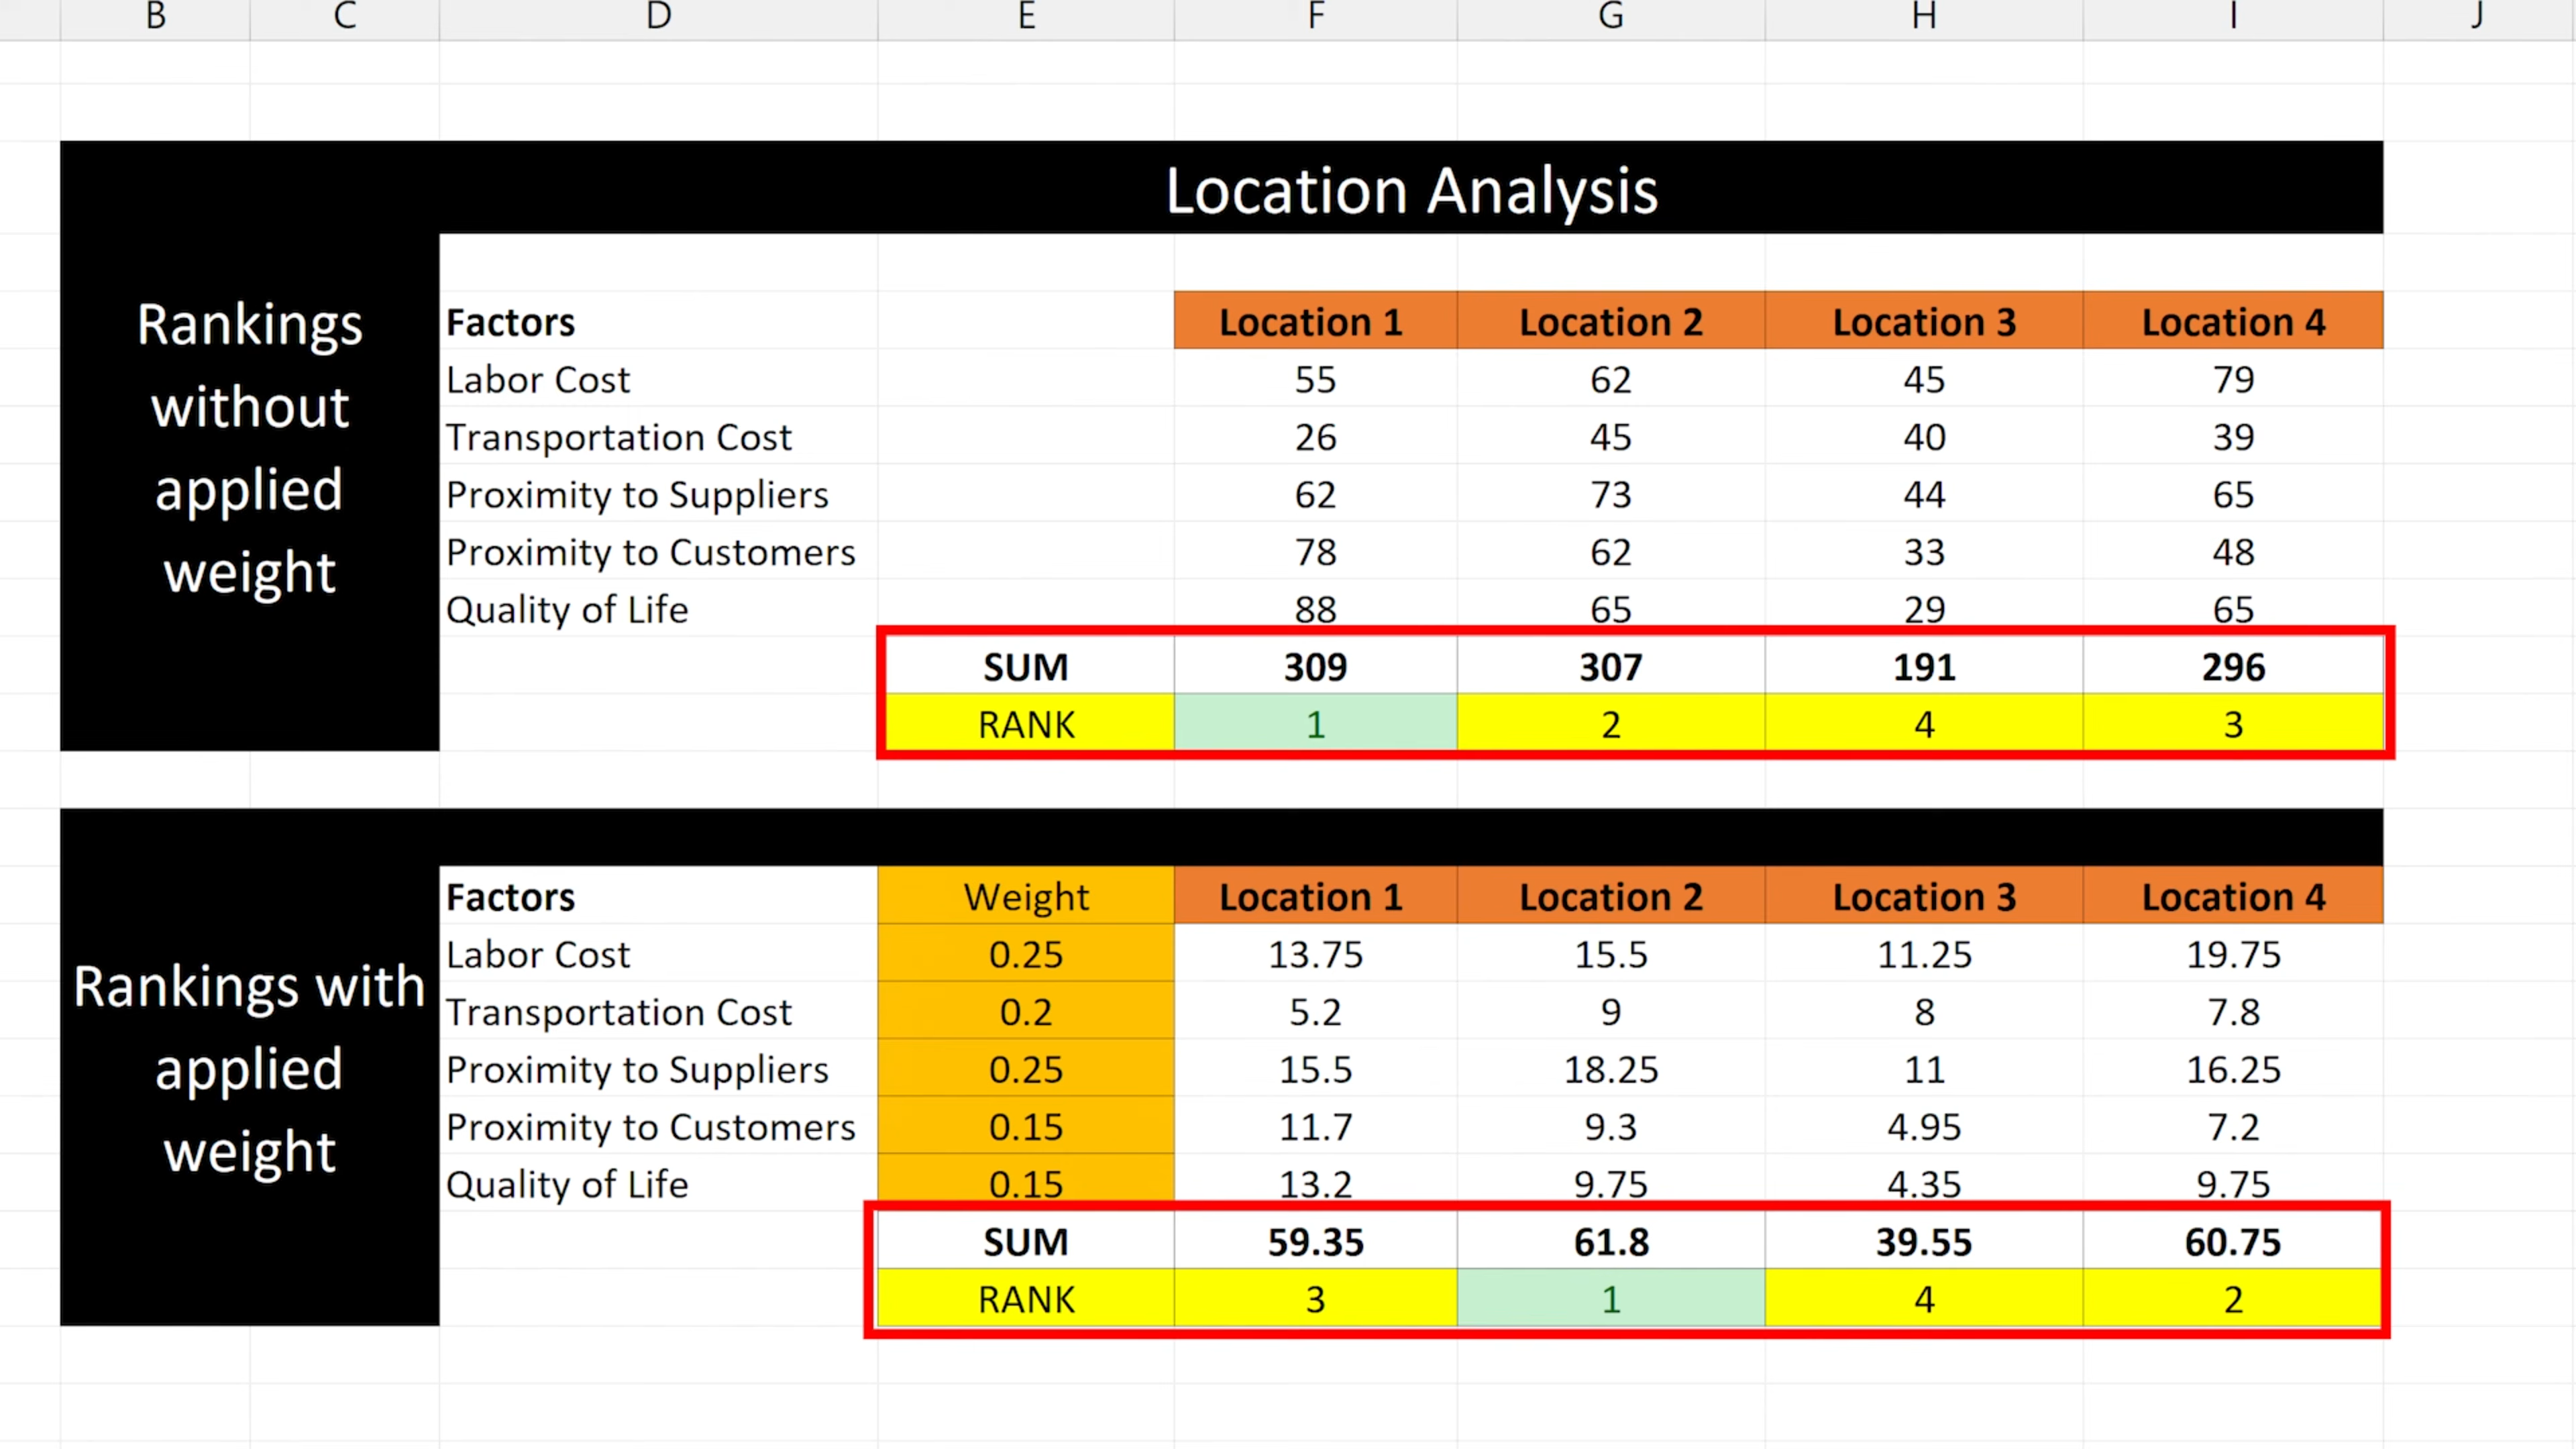 B C D E F G H I J
Location Analysis
Rankings
without
applied
weight
Factors Location 1 Location 2 Location 3 Location 4
Labor Cost 55 62 45 79
Transportation Cost 26 45 40 39
Proximity to Suppliers 62 73 44 65
Proximity to Customers 78 62 33 48
Quality of Life 88 65 29 65
SUM 309 307 191 296
RANK 1 2 4 3
Rankings with
applied
weight
Factors Weight Location 1 Location 2 Location 3 Location 4
Labor Cost 0.25 13.75 15.5 11.25 19.75
Transportation Cost 0.2 5.2 9 8 7.8
Proximity to Suppliers 0.25 15.5 18.25 11 16.25
Proximity to Customers 0.15 11.7 9.3 4.95 7.2
Quality of Life 0.15 13.2 9.75 4.35 9.75
SUM 59.35 61.8 39.55 60.75
RANK 3 1 4 2